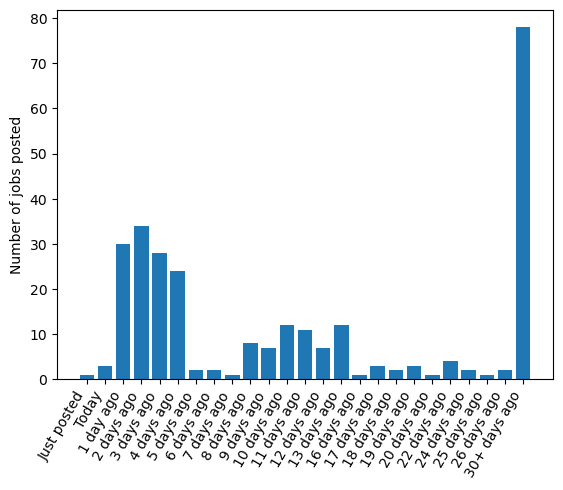 80
70
60
50
40
30
20
10
0
Number of jobs posted
Just posted
Today
1 day ago
2 days ago
3 days ago
4 days ago
5 days ago
6 days ago
7 days ago
8 days ago
9 days ago
10 days ago
11 days ago
12 days ago
13 days ago
16 days ago
17 days ago
18 days ago
19 days ago
20 days ago
22 days ago
24 days ago
25 days ago
26 days ago
30+ days ago